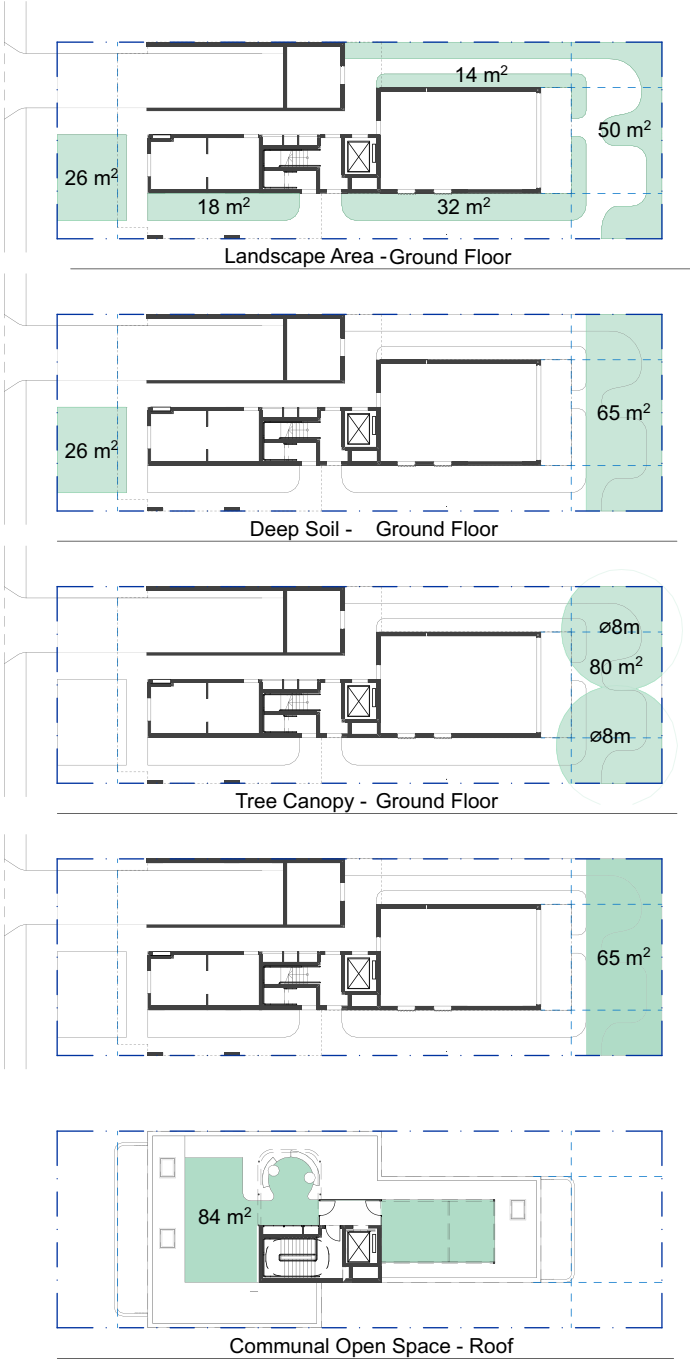 14 m²
50 m²
26 m²
18 m²
32 m²
Landscape Area - Ground Floor
65 m²
26 m²
Deep Soil - Ground Floor
⌀8m
80 m²
⌀8m
Tree Canopy - Ground Floor
65 m²
84 m²
Communal Open Space - Roof